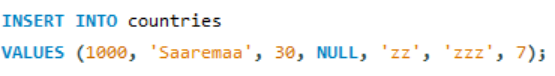 INSERT INTO countries
VALUES (1000, 'Saaremaa', 30, NULL, 'zz', 'zzz', 7);